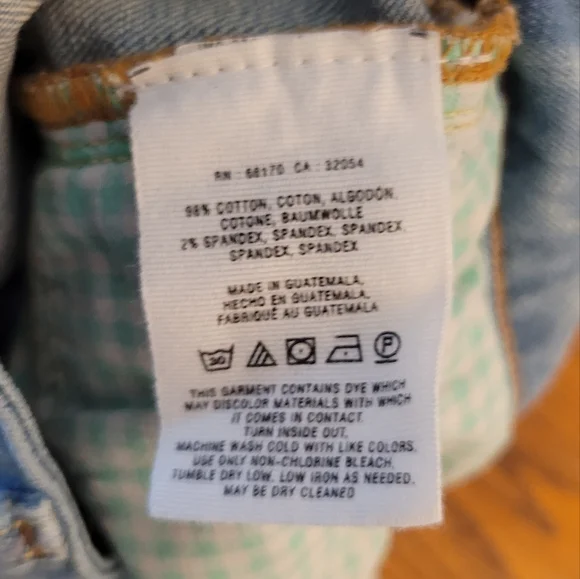 RN : 68170 CA : 32054
98% COTTON, COTON, ALGODÓN,
COTONE, BAUMWOLLE
2% SPANDEX, SPANDEX, SPANDEX,
SPANDEX, SPANDEX
MADE IN GUATEMALA,
HECHO EN GUATEMALA,
FABRIQUÉ AU GUATEMALA
30 P
THIS GARMENT CONTAINS DYE WHICH
MAY DISCOLOR MATERIALS WITH WHICH
IT COMES IN CONTACT.
TURN INSIDE OUT,
MACHINE WASH COLD WITH LIKE COLORS,
USE ONLY NON-CHLORINE BLEACH,
TUMBLE DRY LOW. LOW IRON AS NEEDED.
MAY BE DRY CLEANED